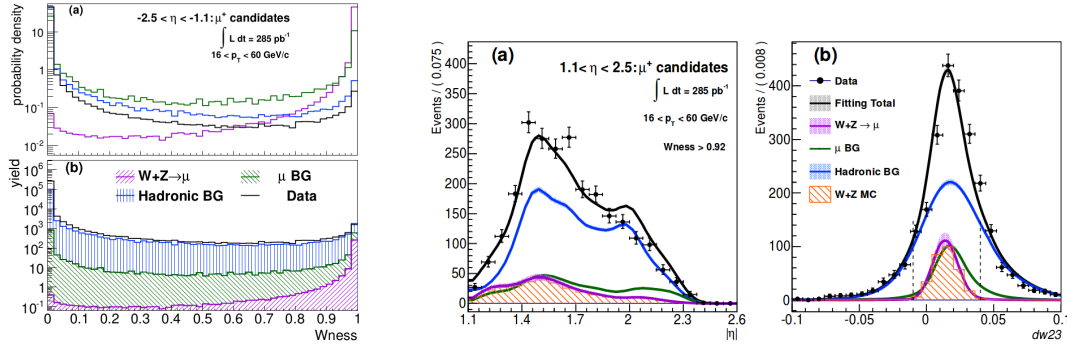 (a)
-2.5 < η < -1.1: μ⁺ candidates
∫ L dt = 285 pb⁻¹
16 < p_T < 60 GeV/c
probability density
10
1
10⁻¹
10⁻²
(b)
yield
10⁶
10⁵
10⁴
10³
10²
10
1
10⁻¹
W+Z→μ
μ BG
Hadronic BG
Data
0 0.1 0.2 0.3 0.4 0.5 0.6 0.7 0.8 0.9 1
Wness
(a)
1.1< η < 2.5: μ⁺ candidates
∫ L dt = 285 pb⁻¹
16 < p_T < 60 GeV/c
Wness > 0.92
Events / ( 0.075 )
300
250
200
150
100
50
0
1.1 1.4 1.7 2 2.3 2.6
|η|
(b)
Events / ( 0.008 )
400
300
200
100
0
Data
Fitting Total
W+Z → μ
μ BG
Hadronic BG
W+Z MC
-0.1 -0.05 0 0.05 0.1
dw23